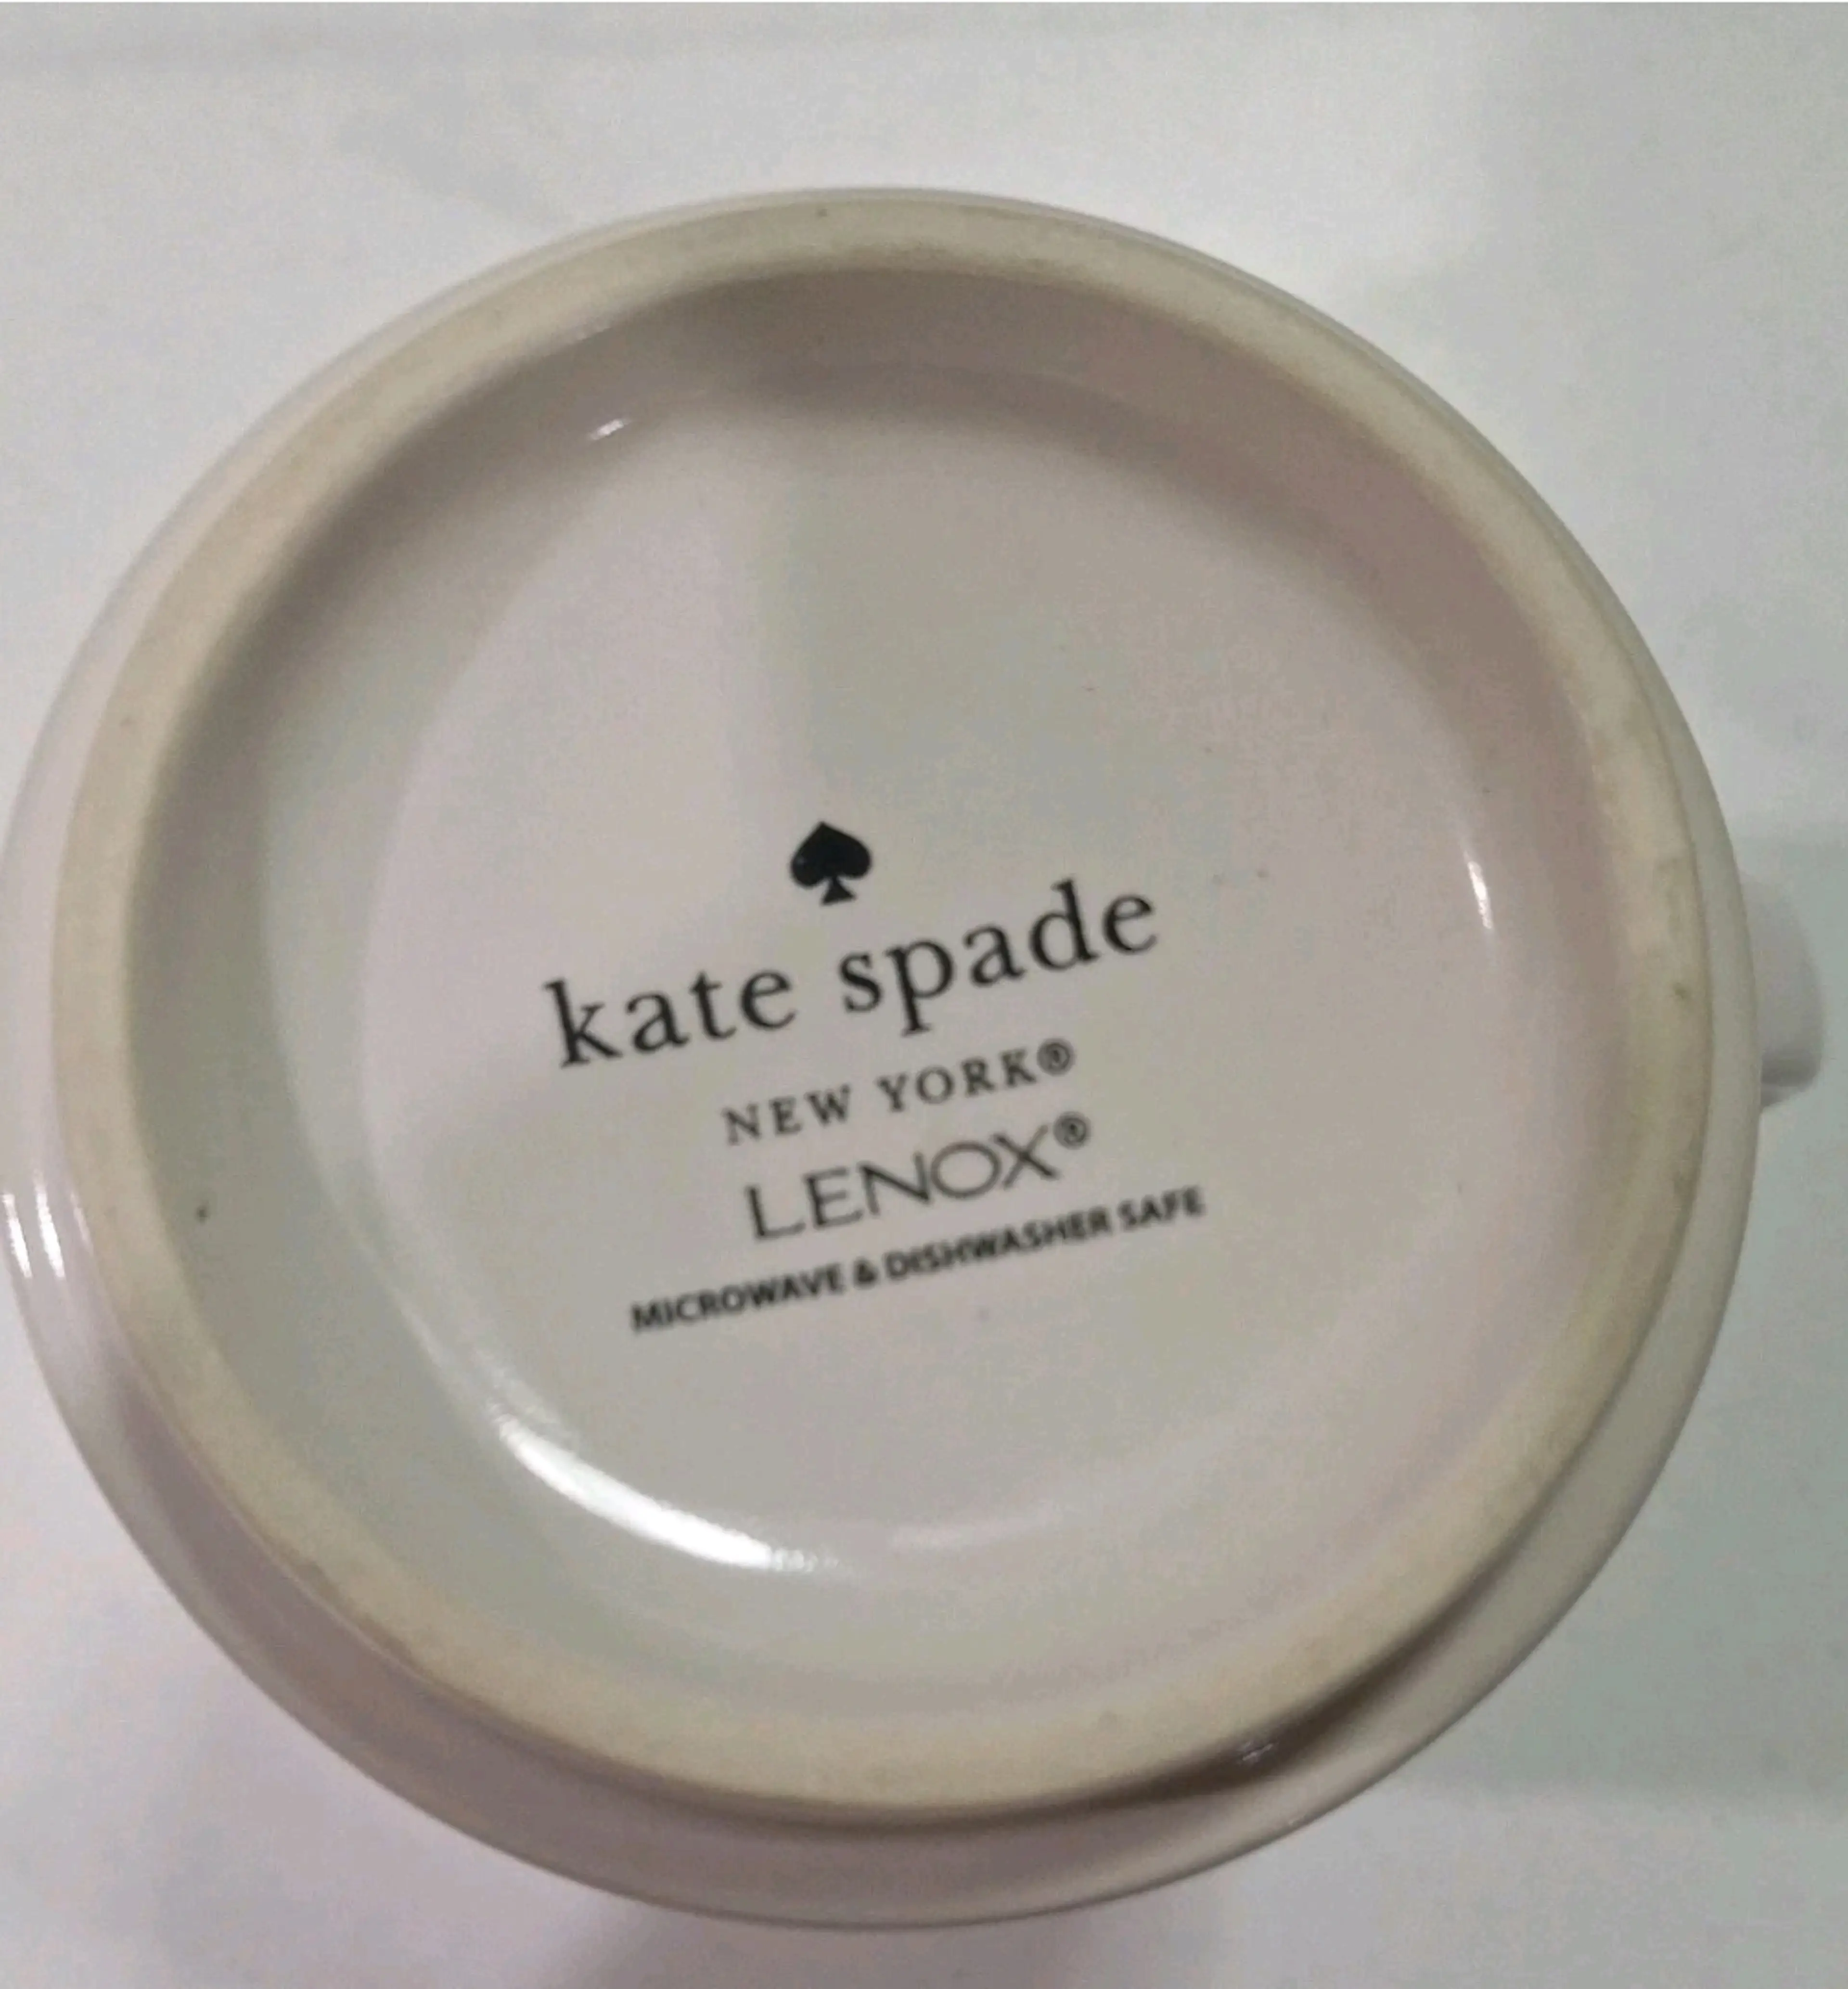 kate spade
NEW YORK®
LENOX®
MICROWAVE & DISHWASHER SAFE